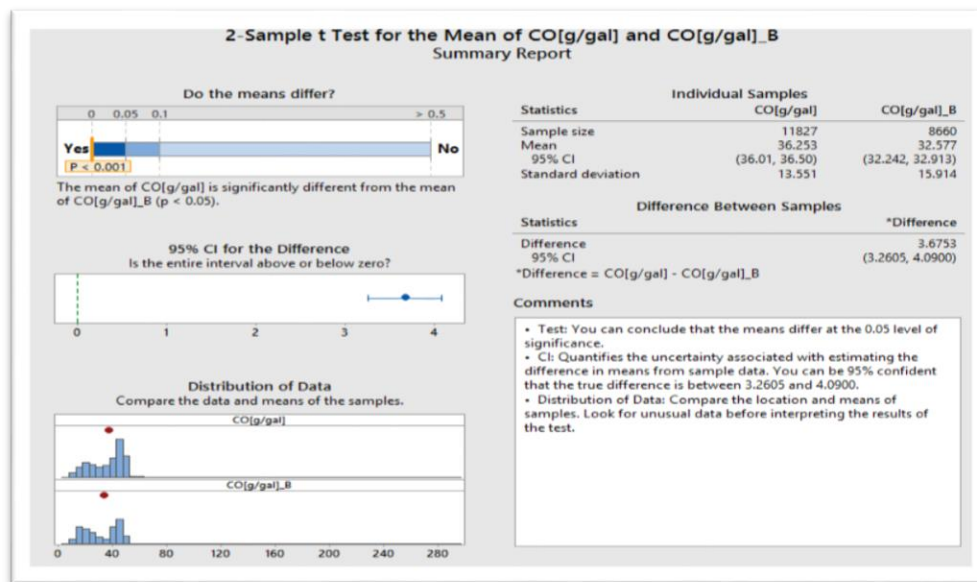 2-Sample t Test for the Mean of CO[g/gal] and CO[g/gal]_B
Summary Report
Do the means differ?
0 0.05 0.1 > 0.5
Yes No
P < 0.001
The mean of CO[g/gal] is significantly different from the mean
of CO[g/gal]_B (p < 0.05).
95% CI for the Difference
Is the entire interval above or below zero?
0 1 2 3 4
Distribution of Data
Compare the data and means of the samples.
CO[g/gal]
CO[g/gal]_B
0 40 80 120 160 200 240 280
Individual Samples
Statistics CO[g/gal] CO[g/gal]_B
Sample size 11827 8660
Mean 36.253 32.577
95% CI (36.01, 36.50) (32.242, 32.913)
Standard deviation 13.551 15.914
Difference Between Samples
Statistics *Difference
Difference 3.6753
95% CI (3.2605, 4.0900)
*Difference = CO[g/gal] - CO[g/gal]_B
Comments
• Test: You can conclude that the means differ at the 0.05 level of
significance.
• CI: Quantifies the uncertainty associated with estimating the
difference in means from sample data. You can be 95% confident
that the true difference is between 3.2605 and 4.0900.
• Distribution of Data: Compare the location and means of
samples. Look for unusual data before interpreting the results of
the test.